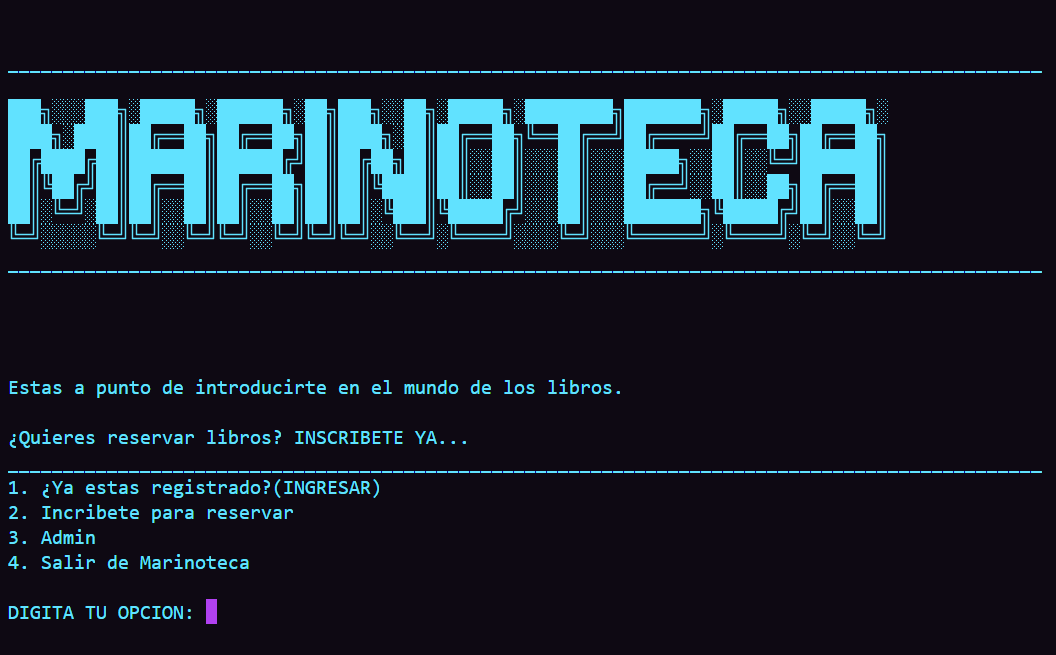 MARINOTECA
Estas a punto de introducirte en el mundo de los libros.
¿Quieres reservar libros? INSCRIBETE YA...
1. ¿Ya estas registrado?(INGRESAR)
2. Incribete para reservar
3. Admin
4. Salir de Marinoteca
DIGITA TU OPCION: